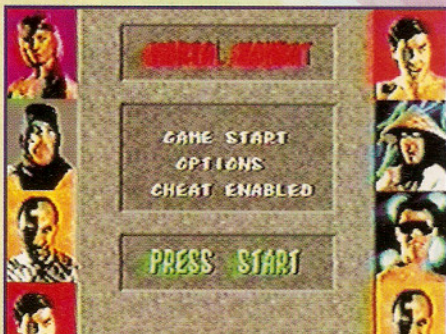 MORTAL KOMBAT
GAME START
OPTIONS
CHEAT ENABLED
PRESS START